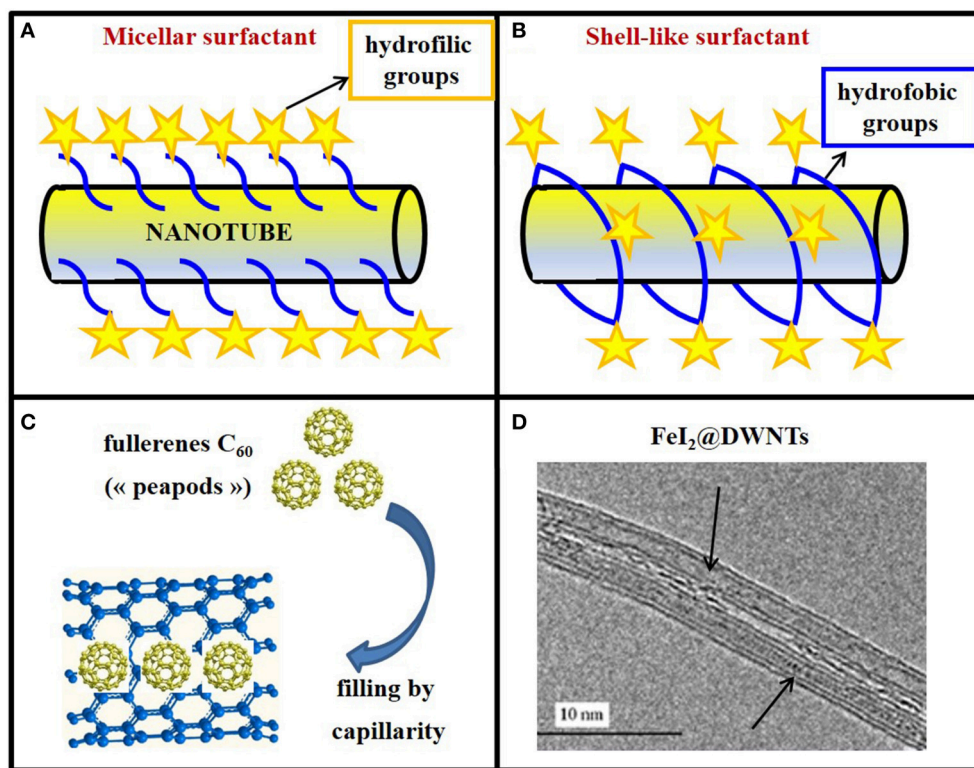 A
Micellar surfactant
hydrofilic
groups
NANOTUBE
B
Shell-like surfactant
hydrofobic
groups
C
fullerenes C₆₀
(« peapods »)
filling by
capillarity
D
FeI₂@DWNTs
10 nm